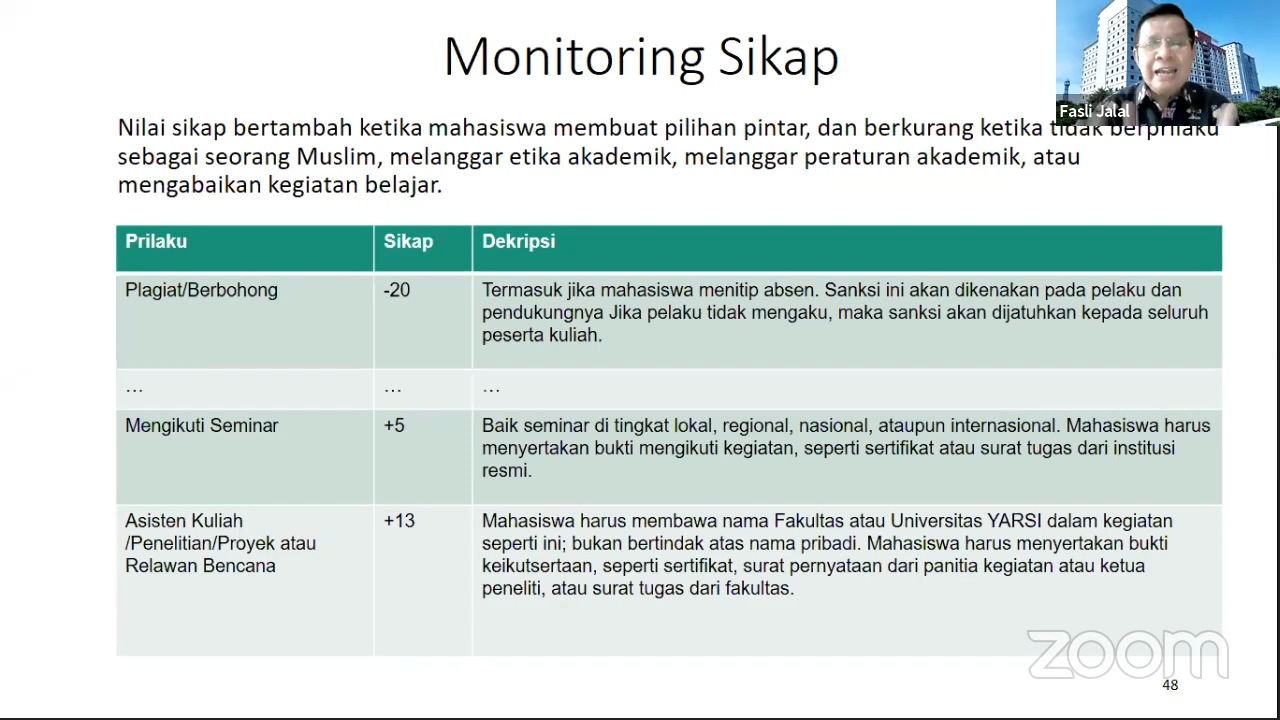 Monitoring Sikap
Fasli Jalal
Nilai sikap bertambah ketika mahasiswa membuat pilihan pintar, dan berkurang ketika tidak berprilaku
sebagai seorang Muslim, melanggar etika akademik, melanggar peraturan akademik, atau
mengabaikan kegiatan belajar.
Prilaku Sikap Dekripsi
Plagiat/Berbohong -20 Termasuk jika mahasiswa menitip absen. Sanksi ini akan dikenakan pada pelaku dan
pendukungnya Jika pelaku tidak mengaku, maka sanksi akan dijatuhkan kepada seluruh
peserta kuliah.
... ... ...
Mengikuti Seminar +5 Baik seminar di tingkat lokal, regional, nasional, ataupun internasional. Mahasiswa harus
menyertakan bukti mengikuti kegiatan, seperti sertifikat atau surat tugas dari institusi
resmi.
Asisten Kuliah +13 Mahasiswa harus membawa nama Fakultas atau Universitas YARSI dalam kegiatan
/Penelitian/Proyek atau seperti ini; bukan bertindak atas nama pribadi. Mahasiswa harus menyertakan bukti
Relawan Bencana keikutsertaan, seperti sertifikat, surat pernyataan dari panitia kegiatan atau ketua
peneliti, atau surat tugas dari fakultas.
zoom
48